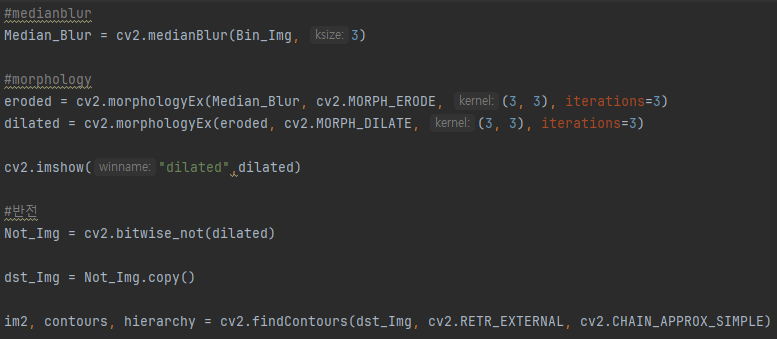 #medianblur
Median_Blur = cv2.medianBlur(Bin_Img, ksize: 3)
#morphology
eroded = cv2.morphologyEx(Median_Blur, cv2.MORPH_ERODE, kernel: (3, 3), iterations=3)
dilated = cv2.morphologyEx(eroded, cv2.MORPH_DILATE, kernel: (3, 3), iterations=3)
cv2.imshow( winname: "dilated",dilated)
#반전
Not_Img = cv2.bitwise_not(dilated)
dst_Img = Not_Img.copy()
im2, contours, hierarchy = cv2.findContours(dst_Img, cv2.RETR_EXTERNAL, cv2.CHAIN_APPROX_SIMPLE)